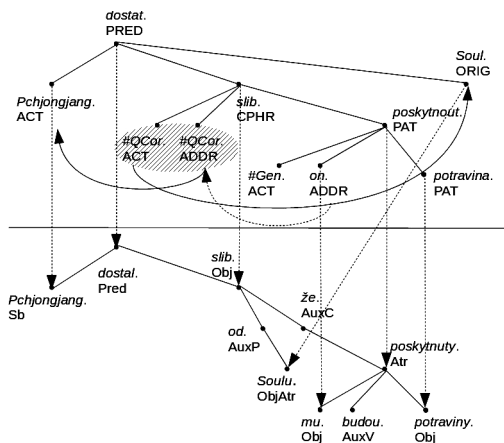 dostat.
PRED
Soul.
ORIG
Pchjongjang.
ACT
slib.
CPHR
poskytnout.
PAT
#QCor.
ACT
#QCor.
ADDR
#Gen.
ACT
on.
ADDR
potravina.
PAT
dostal.
Pred
slib.
Obj
Pchjongjang.
Sb
že.
AuxC
od.
AuxP
poskytnuty.
Atr
Soulu.
ObjAtr
mu.
Obj
budou.
AuxV
potraviny.
Obj